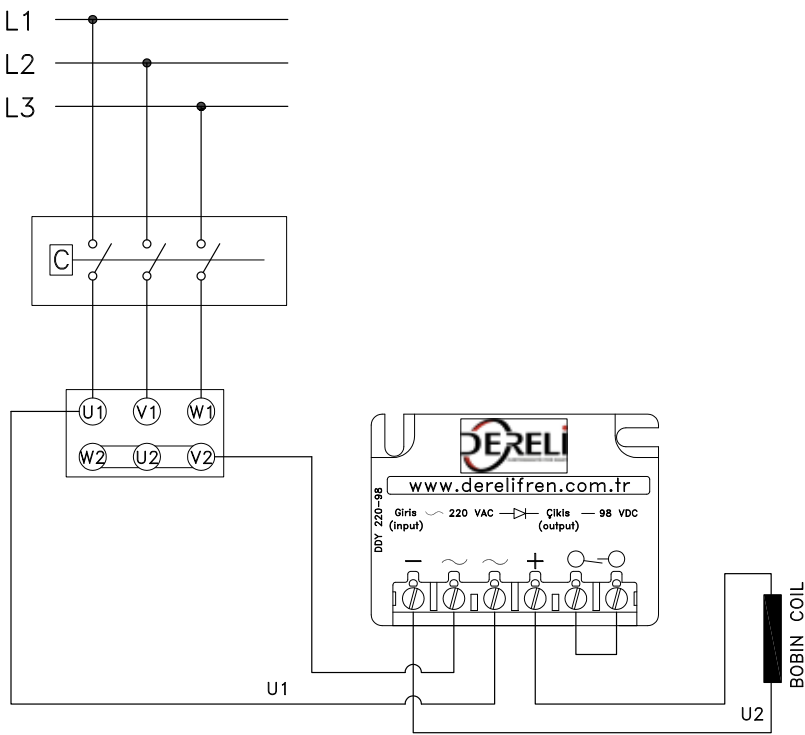 L1
L2
L3
C
U1 V1 W1
W2 U2 V2
DERELİ
www.derelifren.com.tr
DDY 220-98
Giris 220 VAC Çikis 98 VDC
(input) (output)
− +
U1
U2
BOBIN COIL